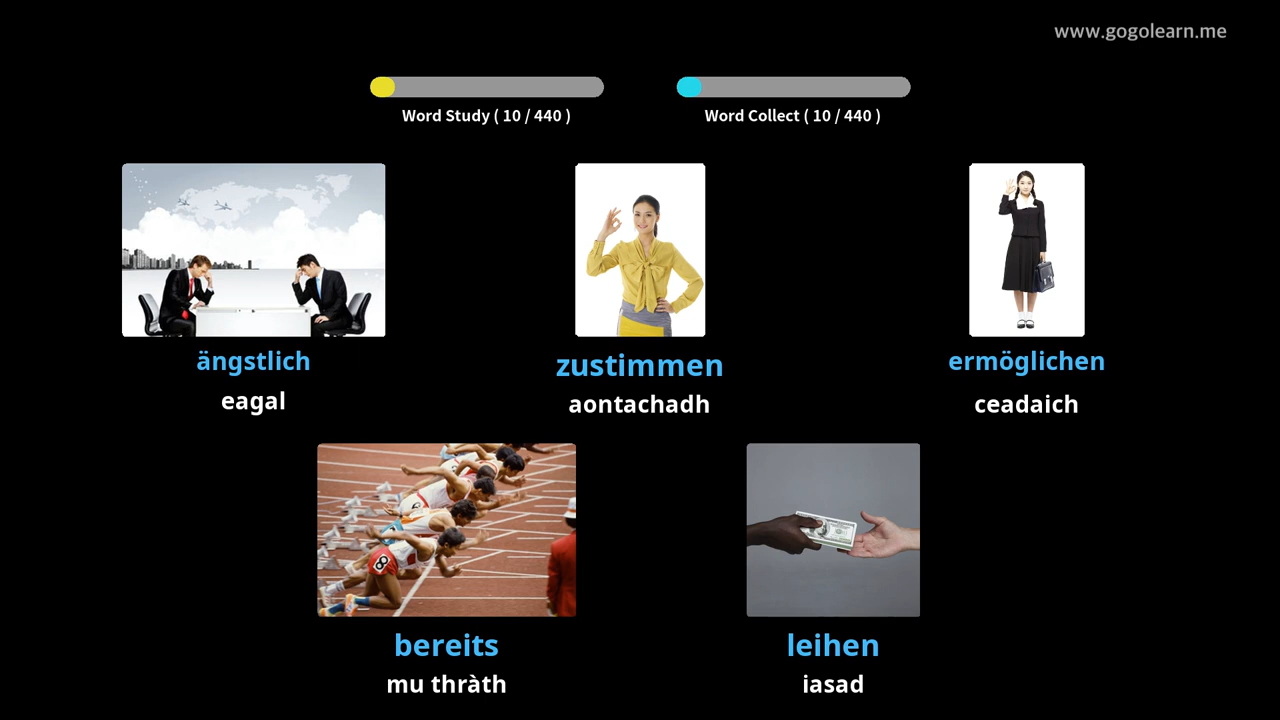 www.gogolearn.me
Word Study ( 10 / 440 )
Word Collect ( 10 / 440 )
ängstlich
eagal
zustimmen
aontachadh
ermöglichen
ceadaich
8
bereits
mu thràth
leihen
iasad